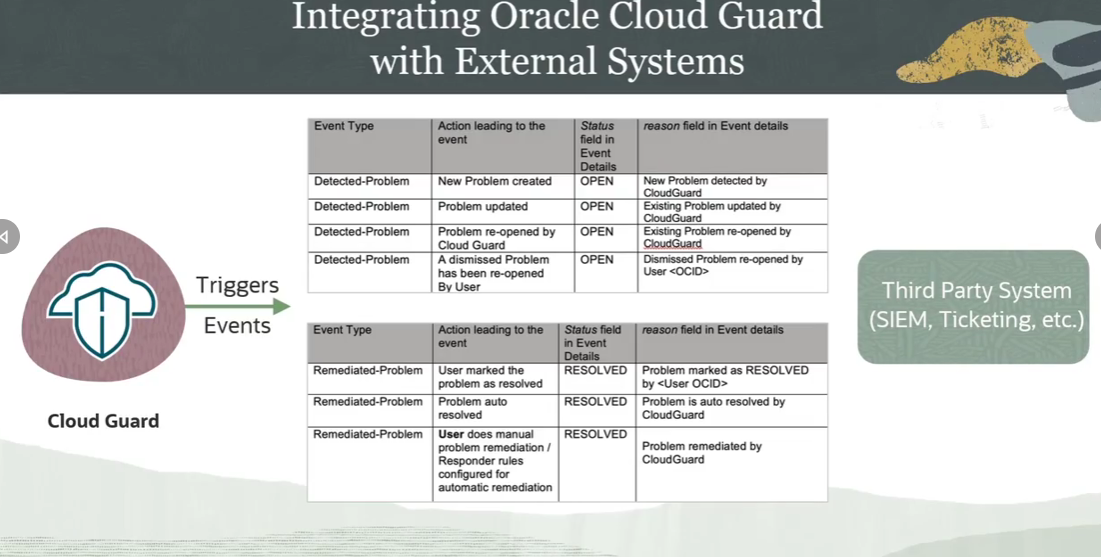 Integrating Oracle Cloud Guard
with External Systems
Event Type
Action leading to the
event
Status
field in
Event
Details
reason field in Event details
Detected-Problem
New Problem created
OPEN
New Problem detected by
CloudGuard
Detected-Problem
Problem updated
OPEN
Existing Problem updated by
CloudGuard
Detected-Problem
Problem re-opened by
Cloud Guard
OPEN
Existing Problem re-opened by
CloudGuard
Detected-Problem
A dismissed Problem
has been re-opened
By User
OPEN
Dismissed Problem re-opened by
User <OCID>
Triggers
Events
Cloud Guard
Event Type
Action leading to the
event
Status field
in Event
Details
reason field in Event details
Remediated-Problem
User marked the
problem as resolved
RESOLVED
Problem marked as RESOLVED
by <User OCID>
Remediated-Problem
Problem auto
resolved
RESOLVED
Problem is auto resolved by
CloudGuard
Remediated-Problem
User does manual
problem remediation /
Responder rules
configured for
automatic remediation
RESOLVED
Problem remediated by
CloudGuard
Third Party System
(SIEM, Ticketing, etc.)